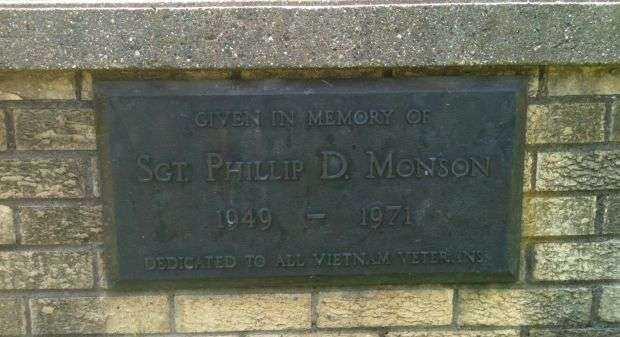 GIVEN IN MEMORY OF
SGT. PHILLIP D. MONSON
1949 - 1971
DEDICATED TO ALL VIETNAM VETERANS